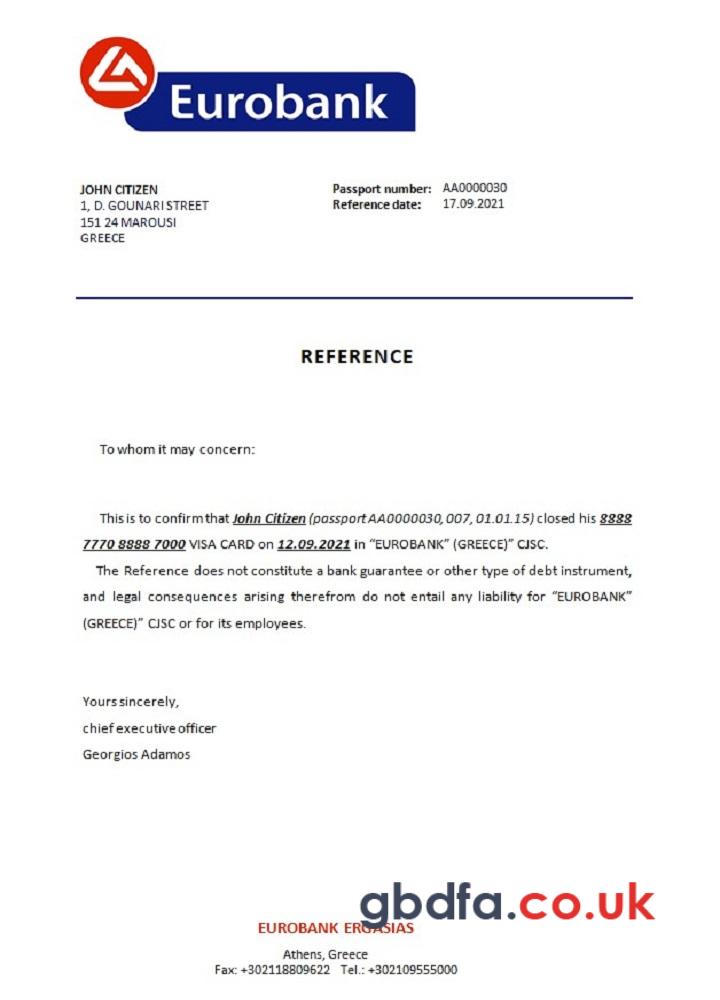 Eurobank
JOHN CITIZEN
1, D. GOUNARI STREET
151 24 MAROUSI
GREECE
Passport number: AA0000030
Reference date: 17.09.2021
REFERENCE
To whom it may concern:
This is to confirm that John Citizen (passport AA0000030, 007, 01.01.15) closed his 8888
7770 8888 7000 VISA CARD on 12.09.2021 in “EUROBANK” (GREECE)” CJSC.
The Reference does not constitute a bank guarantee or other type of debt instrument,
and legal consequences arising therefrom do not entail any liability for “EUROBANK”
(GREECE)” CJSC or for its employees.
Yours sincerely,
chief executive officer
Georgios Adamos
gbdfa.co.uk
EUROBANK ERGASIAS
Athens, Greece
Fax: +302118809622 Tel.: +302109555000